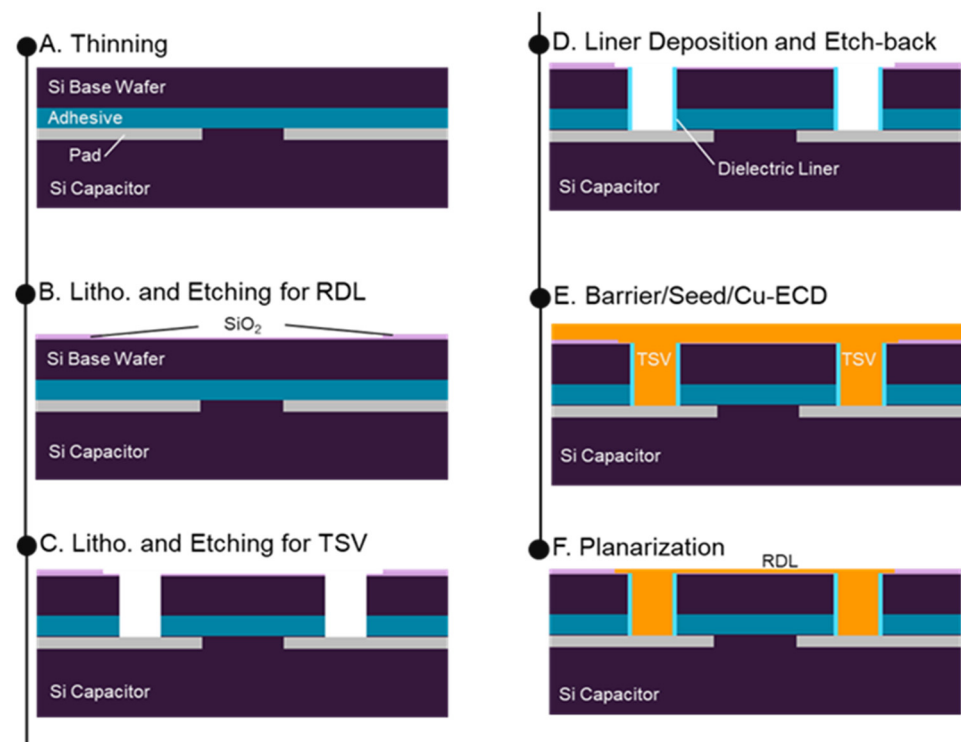 A. Thinning
Si Base Wafer
Adhesive
Pad
Si Capacitor
B. Litho. and Etching for RDL
SiO₂
Si Base Wafer
Si Capacitor
C. Litho. and Etching for TSV
Si Capacitor
D. Liner Deposition and Etch-back
Dielectric Liner
Si Capacitor
E. Barrier/Seed/Cu-ECD
TSV TSV
Si Capacitor
F. Planarization
RDL
Si Capacitor